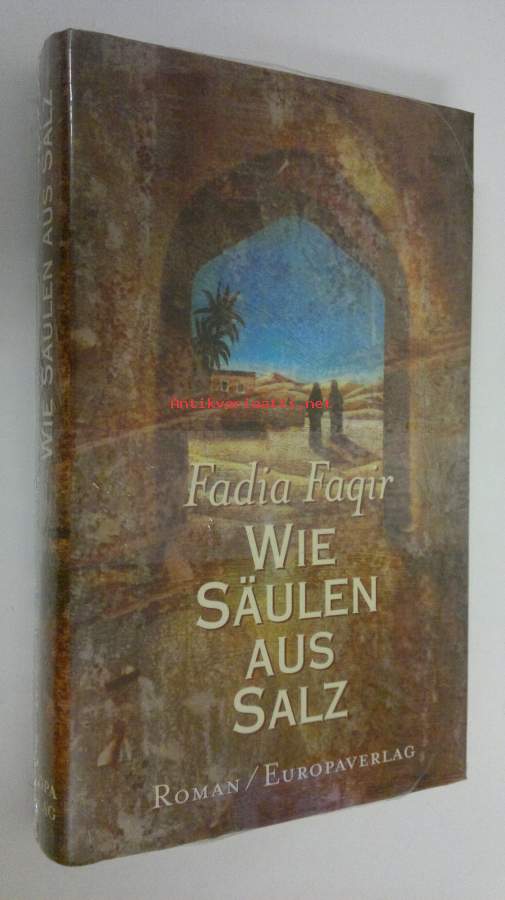 WIE SÄULEN AUS SALZ
Antikvariaatti.net
Fadia Faqir
WIE
SÄULEN
AUS
SALZ
ROMAN / EUROPAVERLAG